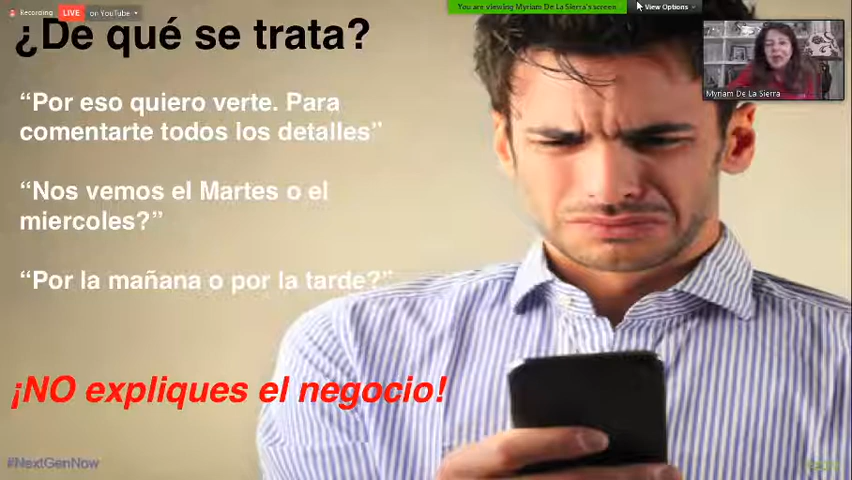 Recording LIVE on YouTube
You are viewing Myriam De La Sierra's screen
View Options
¿De qué se trata?
Myriam De La Sierra
“Por eso quiero verte. Para
comentarte todos los detalles”
“Nos vemos el Martes o el
miercoles?”
“Por la mañana o por la tarde?”
¡NO expliques el negocio!
#NextGenNow